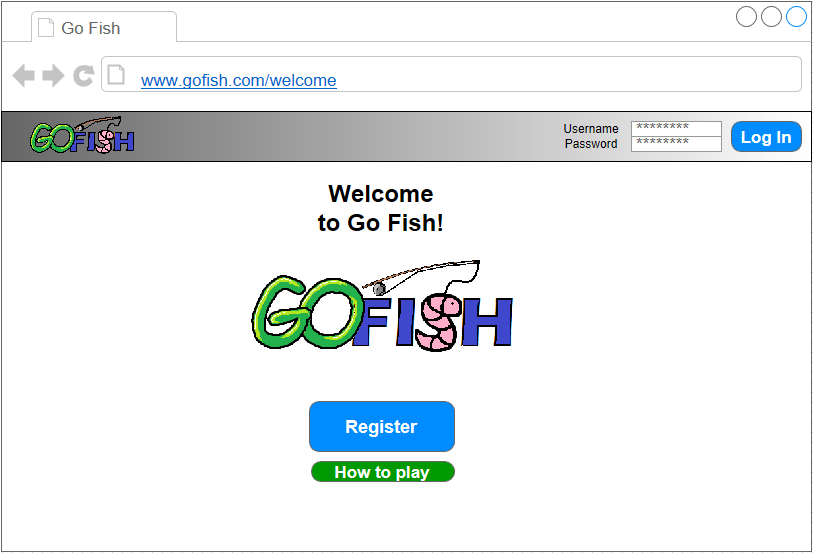 Go Fish
www.gofish.com/welcome
GOFISH
Username ********
Password ********
Log In
Welcome
to Go Fish!
GOFISH
Register
How to play